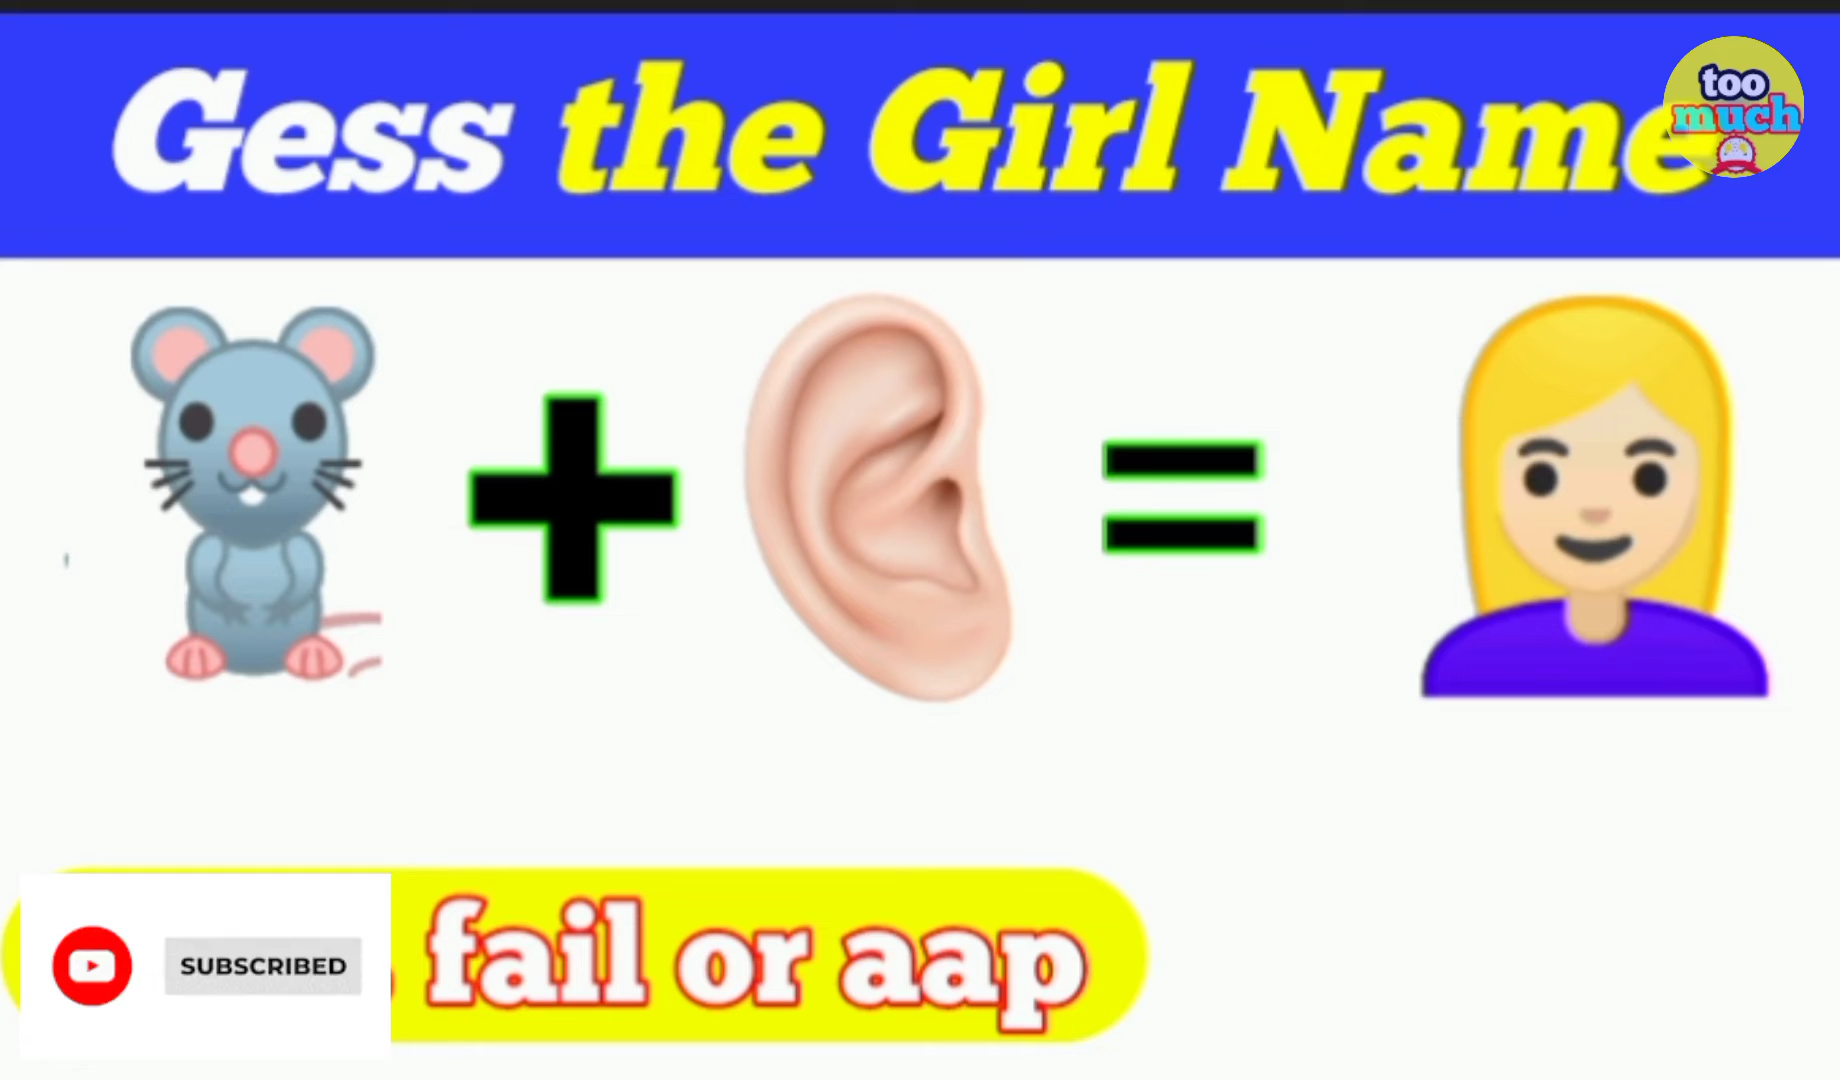 Gess the Girl Name
too
much
fail or aap
SUBSCRIBED